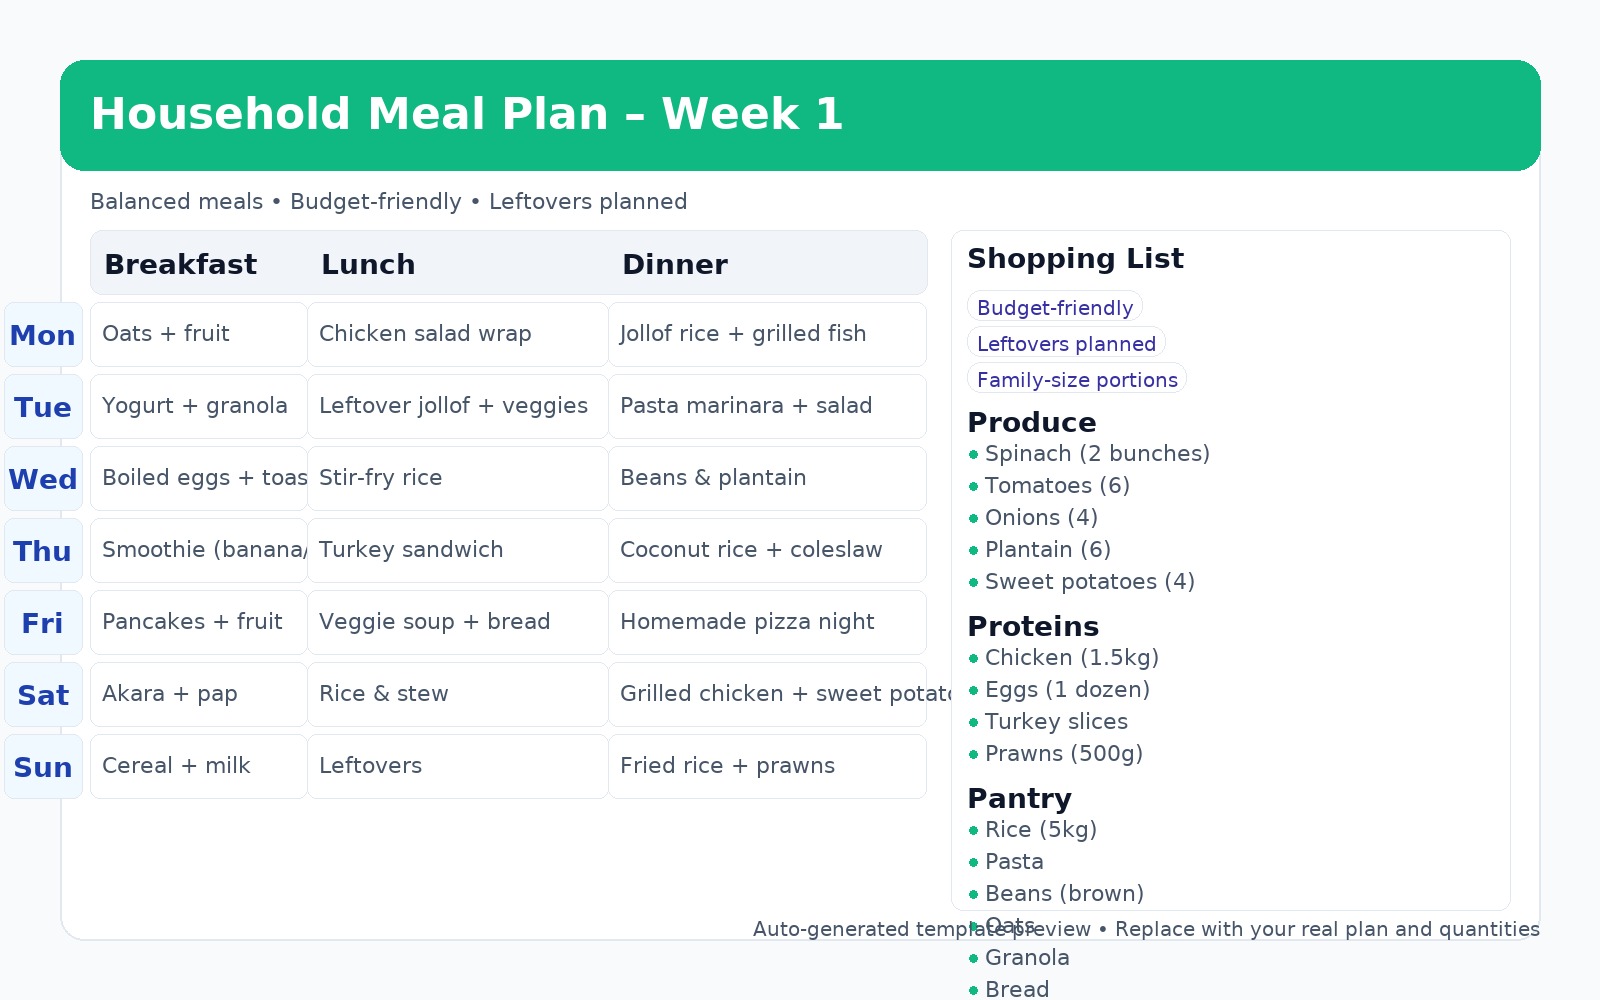 Household Meal Plan – Week 1
Balanced meals • Budget-friendly • Leftovers planned
Breakfast Lunch Dinner
Mon Oats + fruit Chicken salad wrap Jollof rice + grilled fish
Tue Yogurt + granola Leftover jollof + veggies Pasta marinara + salad
Wed Boiled eggs + toas Stir-fry rice Beans & plantain
Thu Smoothie (banana/ Turkey sandwich Coconut rice + coleslaw
Fri Pancakes + fruit Veggie soup + bread Homemade pizza night
Sat Akara + pap Rice & stew Grilled chicken + sweet potato
Sun Cereal + milk Leftovers Fried rice + prawns
Shopping List
Budget-friendly
Leftovers planned
Family-size portions
Produce
• Spinach (2 bunches)
• Tomatoes (6)
• Onions (4)
• Plantain (6)
• Sweet potatoes (4)
Proteins
• Chicken (1.5kg)
• Eggs (1 dozen)
• Turkey slices
• Prawns (500g)
Pantry
• Rice (5kg)
• Pasta
• Beans (brown)
• Oats
Auto-generated template preview • Replace with your real plan and quantities
• Granola
• Bread